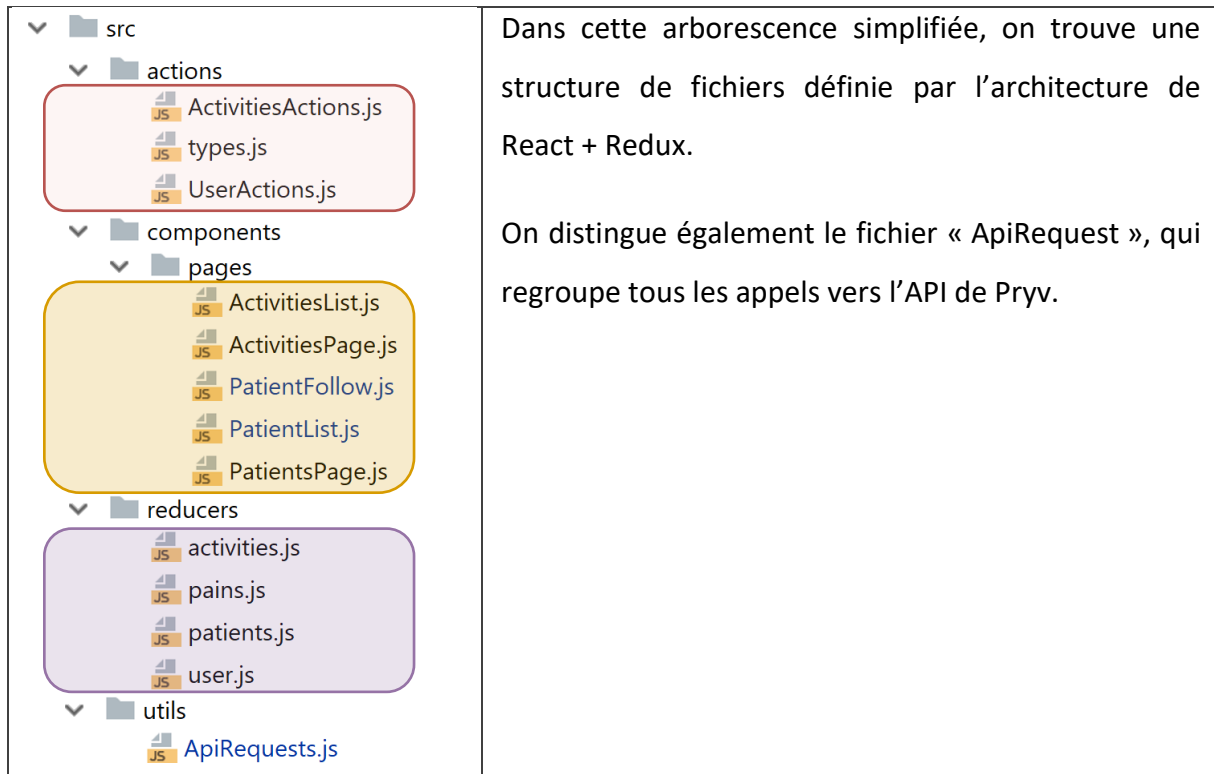 src
actions
ActivitiesActions.js
types.js
UserActions.js
components
pages
ActivitiesList.js
ActivitiesPage.js
PatientFollow.js
PatientList.js
PatientsPage.js
reducers
activities.js
pains.js
patients.js
user.js
utils
ApiRequests.js
Dans cette arborescence simplifiée, on trouve une
structure de fichiers définie par l’architecture de
React + Redux.
On distingue également le fichier « ApiRequest », qui
regroupe tous les appels vers l’API de Pryv.